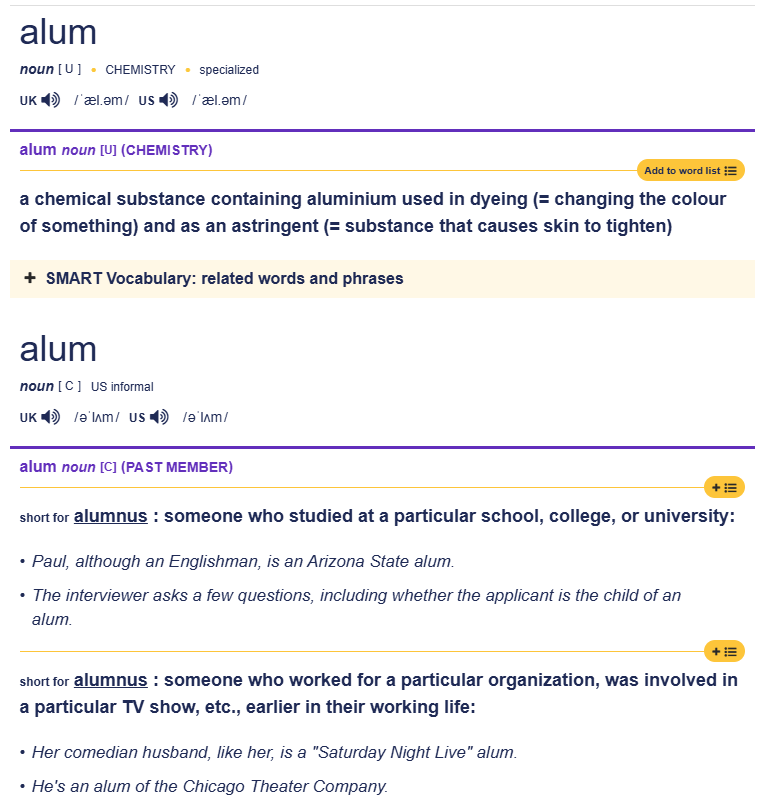 alum
noun [ U ] • CHEMISTRY • specialized
UK /ˈæl.əm/ US /ˈæl.əm/
alum noun [U] (CHEMISTRY)
Add to word list
a chemical substance containing aluminium used in dyeing (= changing the colour
of something) and as an astringent (= substance that causes skin to tighten)
+ SMART Vocabulary: related words and phrases
alum
noun [ C ] US informal
UK /əˈlʌm/ US /əˈlʌm/
alum noun [C] (PAST MEMBER)
+
short for alumnus : someone who studied at a particular school, college, or university:
• Paul, although an Englishman, is an Arizona State alum.
• The interviewer asks a few questions, including whether the applicant is the child of an
alum.
+
short for alumnus : someone who worked for a particular organization, was involved in
a particular TV show, etc., earlier in their working life:
• Her comedian husband, like her, is a "Saturday Night Live" alum.
• He's an alum of the Chicago Theater Company.